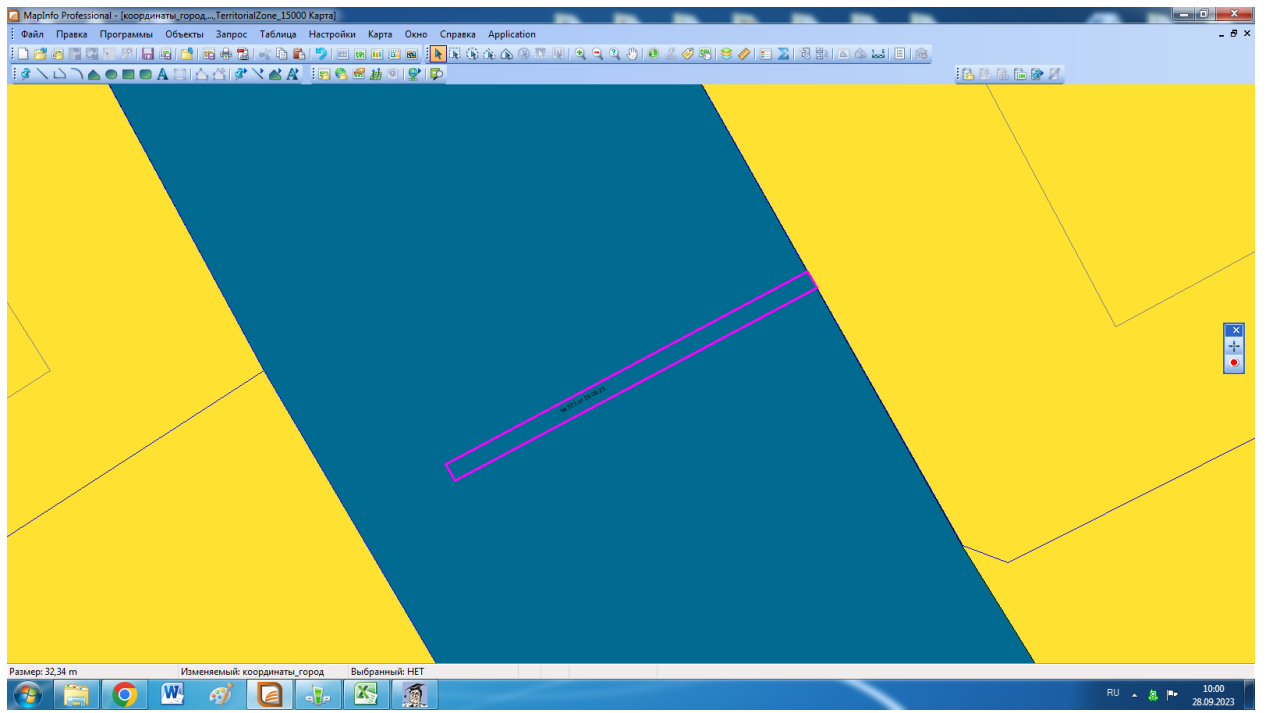 MapInfo Professional - [координаты_город,...,TerritorialZone_15000 Карта]
Файл Правка Программы Объекты Запрос Таблица Настройки Карта Окно Справка Application
Размер: 32,34 m Изменяемый: координаты_город Выбранный: НЕТ
RU 10:00
28.09.2023